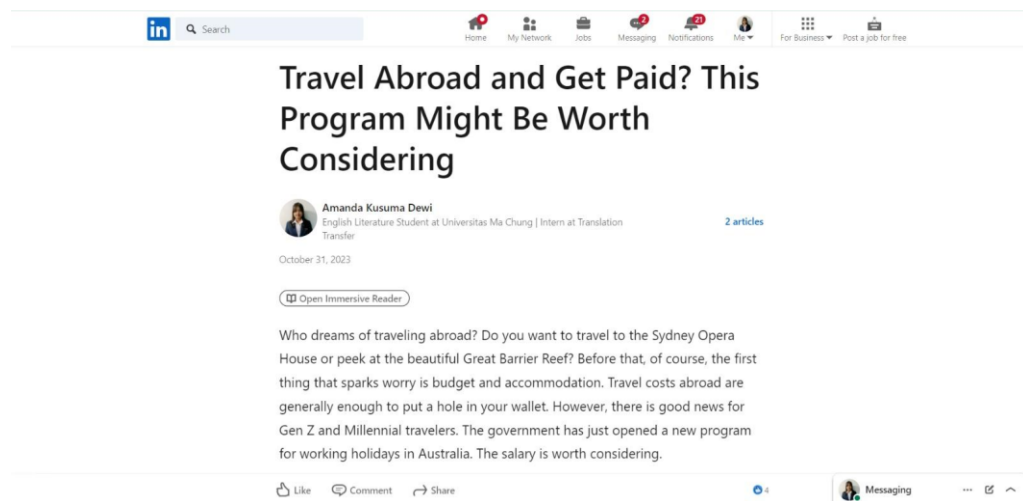 in
Search
Home
My Network
Jobs
2
Messaging
21
Notifications
Me
For Business
Post a job for free
Travel Abroad and Get Paid? This
Program Might Be Worth
Considering
Amanda Kusuma Dewi
English Literature Student at Universitas Ma Chung | Intern at Translation
Transfer
2 articles
October 31, 2023
Open Immersive Reader
Who dreams of traveling abroad? Do you want to travel to the Sydney Opera
House or peek at the beautiful Great Barrier Reef? Before that, of course, the first
thing that sparks worry is budget and accommodation. Travel costs abroad are
generally enough to put a hole in your wallet. However, there is good news for
Gen Z and Millennial travelers. The government has just opened a new program
for working holidays in Australia. The salary is worth considering.
Like
Comment
Share
4
Messaging